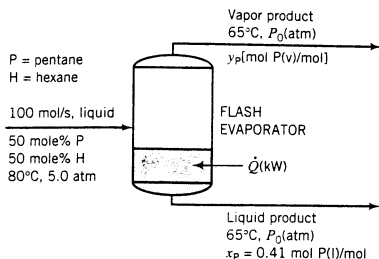 Vapor product
65°C, P₀(atm)
yₚ[mol P(v)/mol]
P = pentane
H = hexane
100 mol/s, liquid
50 mole% P
50 mole% H
80°C, 5.0 atm
FLASH
EVAPORATOR
Q̇(kW)
Liquid product
65°C, P₀(atm)
xₚ = 0.41 mol P(l)/mol